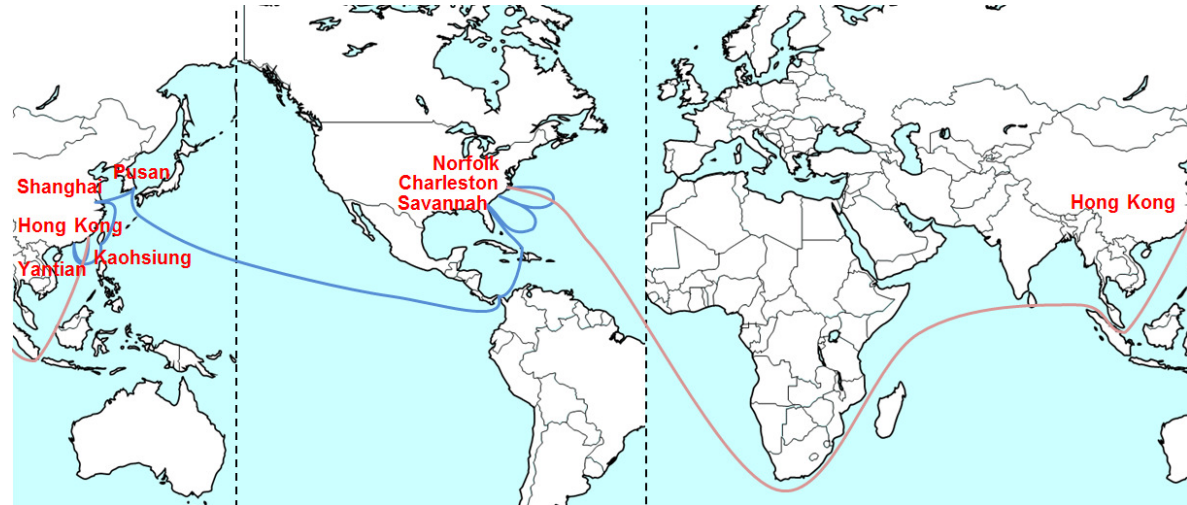 Pusan
Shanghai
Hong Kong
Yantian
Kaohsiung
Norfolk
Charleston
Savannah
Hong Kong